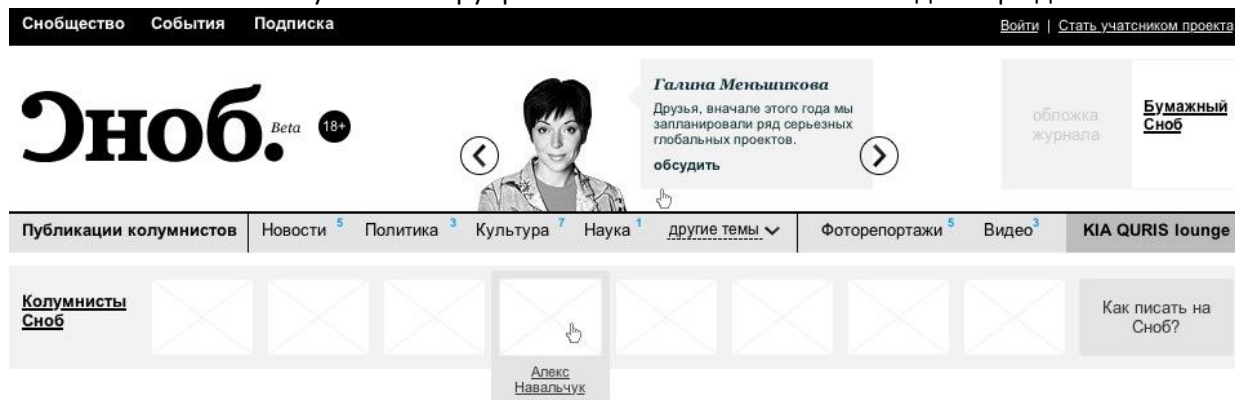 Снобщество События Подписка
Войти | Стать учатсником проекта
Сноб. Beta 18+
Галина Меньшикова
Друзья, вначале этого года мы
запланировали ряд серьезных
глобальных проектов.
обсудить
обложка
журнала
Бумажный
Сноб
Публикации колумнистов Новости 5 Политика 3 Культура 7 Наука 1 другие темы Фоторепортажи 5 Видео 3 KIA QURIS lounge
Колумнисты
Сноб
Как писать на
Сноб?
Алекс
Навальчук